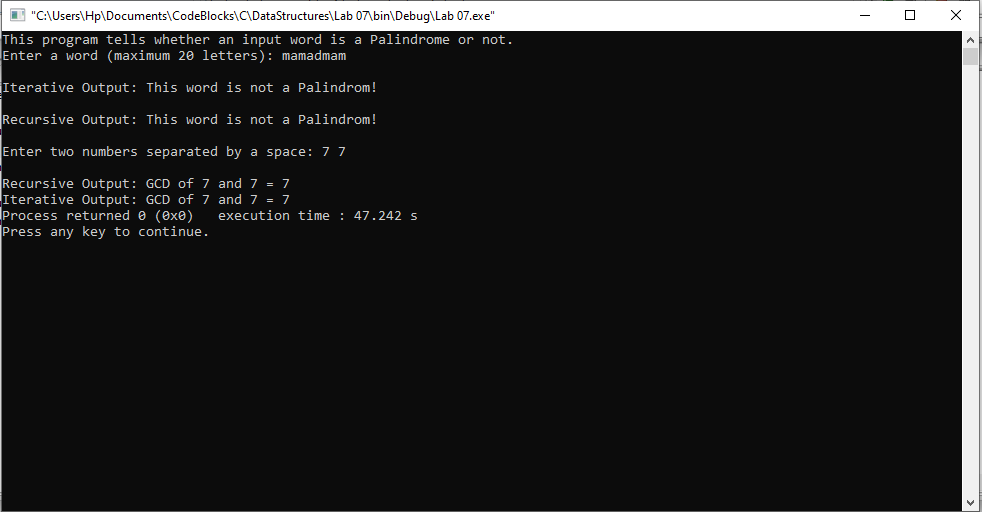 "C:\Users\Hp\Documents\CodeBlocks\C\DataStructures\Lab 07\bin\Debug\Lab 07.exe"
This program tells whether an input word is a Palindrome or not.
Enter a word (maximum 20 letters): mamadmam
Iterative Output: This word is not a Palindrom!
Recursive Output: This word is not a Palindrom!
Enter two numbers separated by a space: 7 7
Recursive Output: GCD of 7 and 7 = 7
Iterative Output: GCD of 7 and 7 = 7
Process returned 0 (0x0)   execution time : 47.242 s
Press any key to continue.